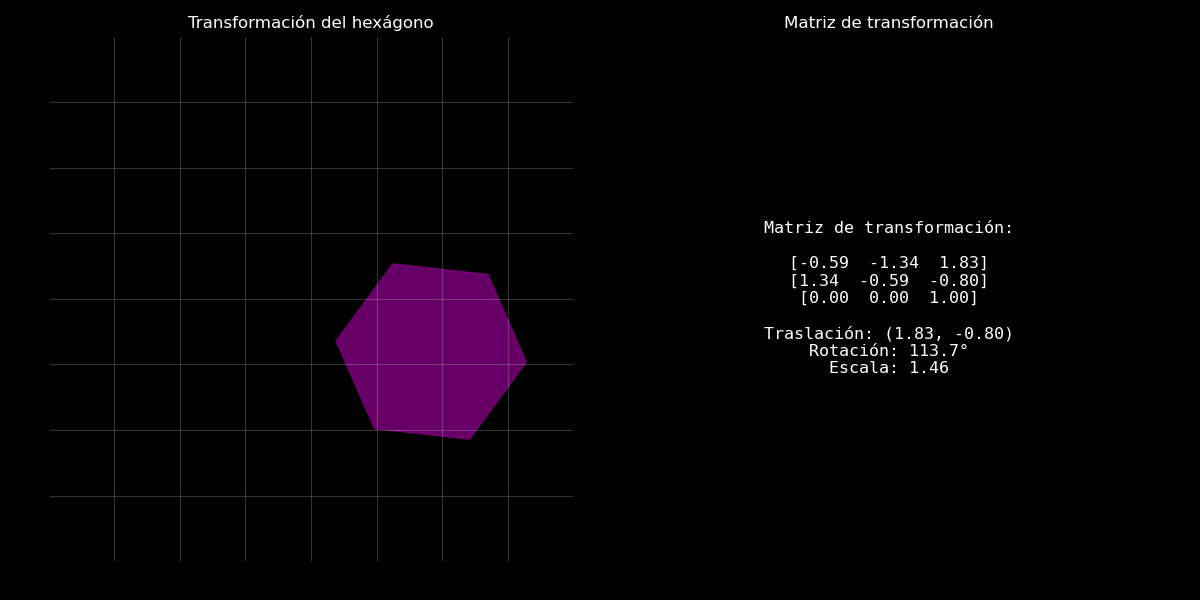 Transformación del hexágono
Matriz de transformación
Matriz de transformación:
[-0.59  -1.34  1.83]
[1.34  -0.59  -0.80]
[0.00  0.00  1.00]
Traslación: (1.83, -0.80)
Rotación: 113.7°
Escala: 1.46